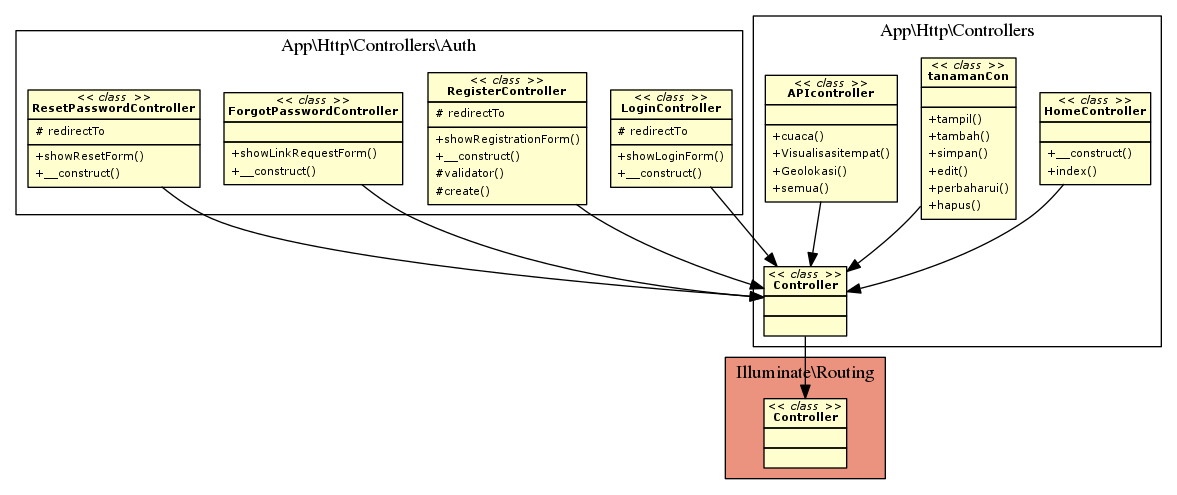 App\Http\Controllers\Auth
<< class >>
ResetPasswordController
# redirectTo
+showResetForm()
+__construct()
<< class >>
ForgotPasswordController
+showLinkRequestForm()
+__construct()
<< class >>
RegisterController
# redirectTo
+showRegistrationForm()
+__construct()
#validator()
#create()
<< class >>
LoginController
# redirectTo
+showLoginForm()
+__construct()
App\Http\Controllers
<< class >>
APIcontroller
+cuaca()
+Visualisasitempat()
+Geolokasi()
+semua()
<< class >>
tanamanCon
+tampil()
+tambah()
+simpan()
+edit()
+perbaharui()
+hapus()
<< class >>
HomeController
+__construct()
+index()
<< class >>
Controller
Illuminate\Routing
<< class >>
Controller